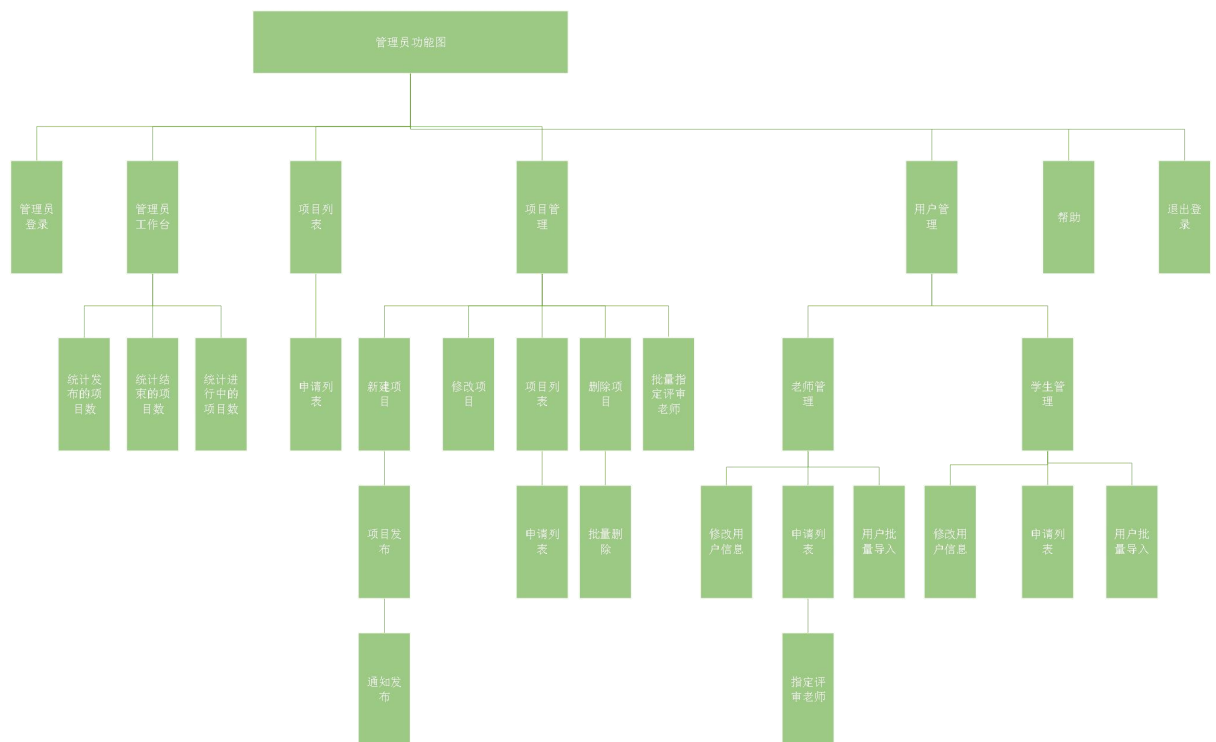 管理员功能图
管理员
登录
管理员
工作台
项目列
表
项目
管理
用户管
理
帮助
退出登
录
统计发
布的项
目数
统计结
束的项
目数
统计进
行中的
项目数
申请列
表
新建项
目
修改项
目
项目列
表
删除项
目
批量指
定评审
老师
老师管
理
学生管
理
项目发
布
申请列
表
批量删
除
修改用
户信息
申请列
表
用户批
量导入
修改用
户信息
申请列
表
用户批
量导入
通知发
布
指定评
审老师